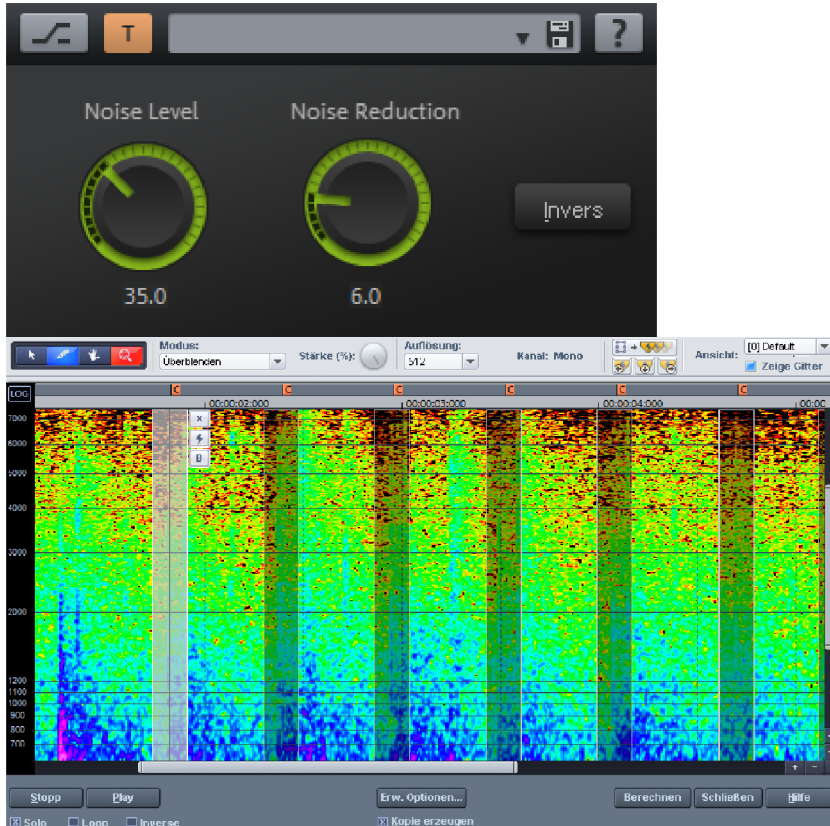 T ?
Noise Level Noise Reduction
Invers
35.0 6.0
Modus: Auflösung: [0] Default
Überblenden Stärke (%): 512 Kanal: Mono Ansicht: Zeige Gitter
C C C C C C
LOG 00:00:02:000 00:00:03:000 00:00:04:000 00:00
7000 x
6000
B
5000
4000
3000
2000
1200
1100
1000
900
800
700
+ -
Stopp Play Erw. Optionen... Berechnen Schließen Hilfe
Solo Loop Inverse Kopie erzeugen